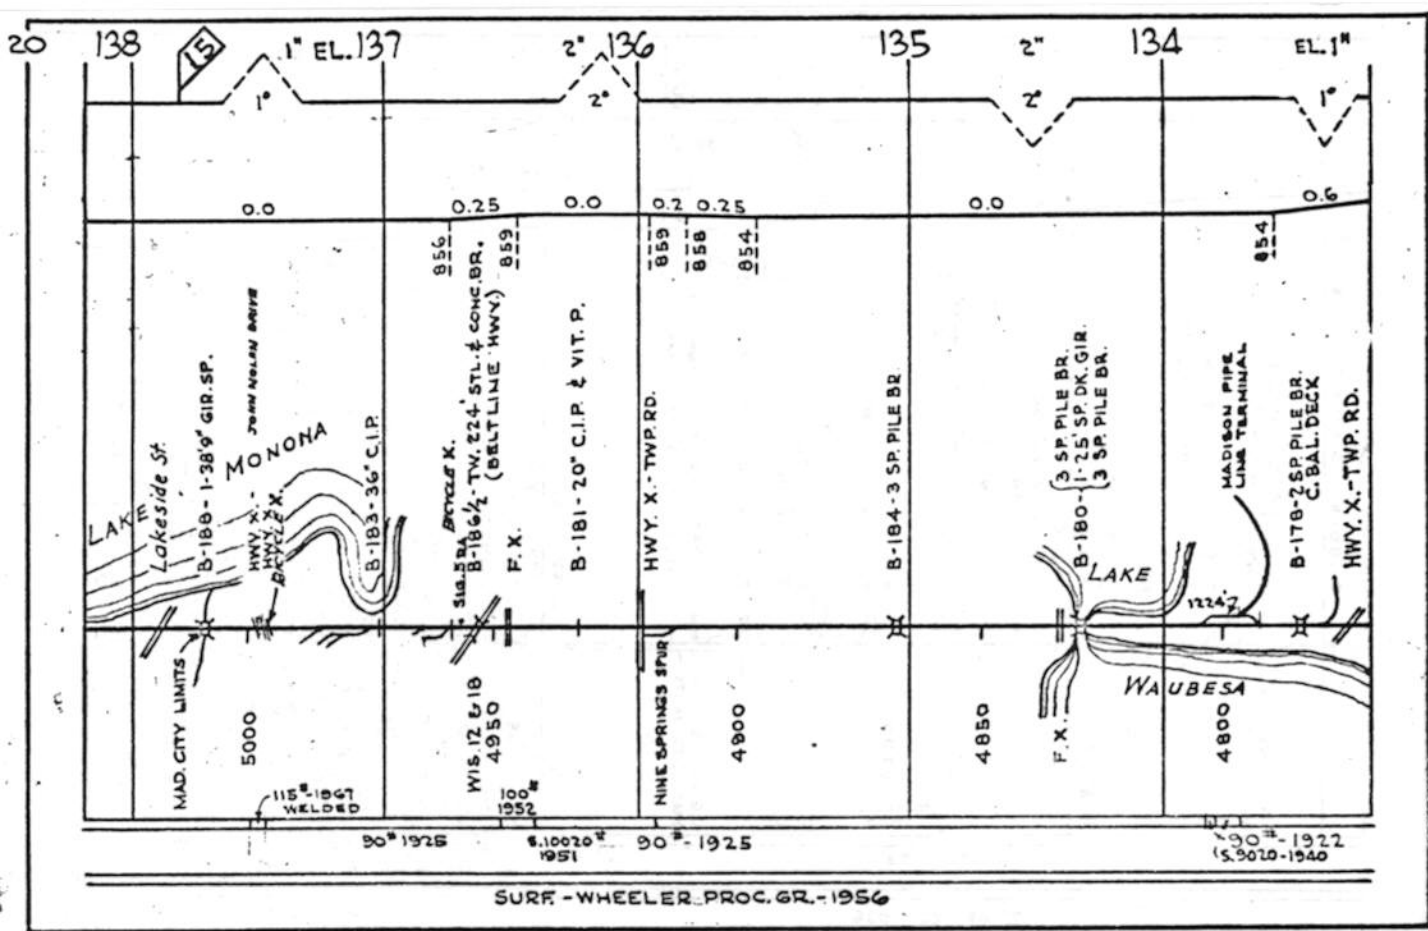 20
138
15
1" EL.
137
2"
136
135
2"
134
EL. 1"
1°
2°
2°
1°
0.0
0.25
0.0
0.2
0.25
0.0
0.6
856
859
859
858
854
854
LAKE MONONA
Lakeside St.
B-188-1-38'9" GIR. SP.
HWY. X. - JOHN NOLAN DRIVE
HWY. X.
BICYCLE X.
B-183-36" C.I.P.
BICYCLE X.
B-186½-TW. 224' STL. & CONC. BR.
(BELTLINE HWY.)
F.X.
B-181-20" C.I.P. & VIT. P.
HWY. X.-TWP. RD.
B-184-3 SP. PILE BR.
3 SP. PILE BR.
B-180-1-25' SP. DK. GIR.
3 SP. PILE BR.
LAKE
WAUBESA
1224'
MADISON PIPE
LINE TERMINAL
B-178-2 SP. PILE BR.
C. BAL. DECK
HWY. X.-TWP. RD.
MAD. CITY LIMITS
5000
WIS. 12 & 18
4950
NINE SPRINGS SPUR
4900
4850
F.X.
4800
115#-1967
WELDED
90# 1925
100#
1952
S.10020#
1951
90#-1925
90#-1922
S.9020-1940
SURF.-WHEELER PROC. GR.-1956